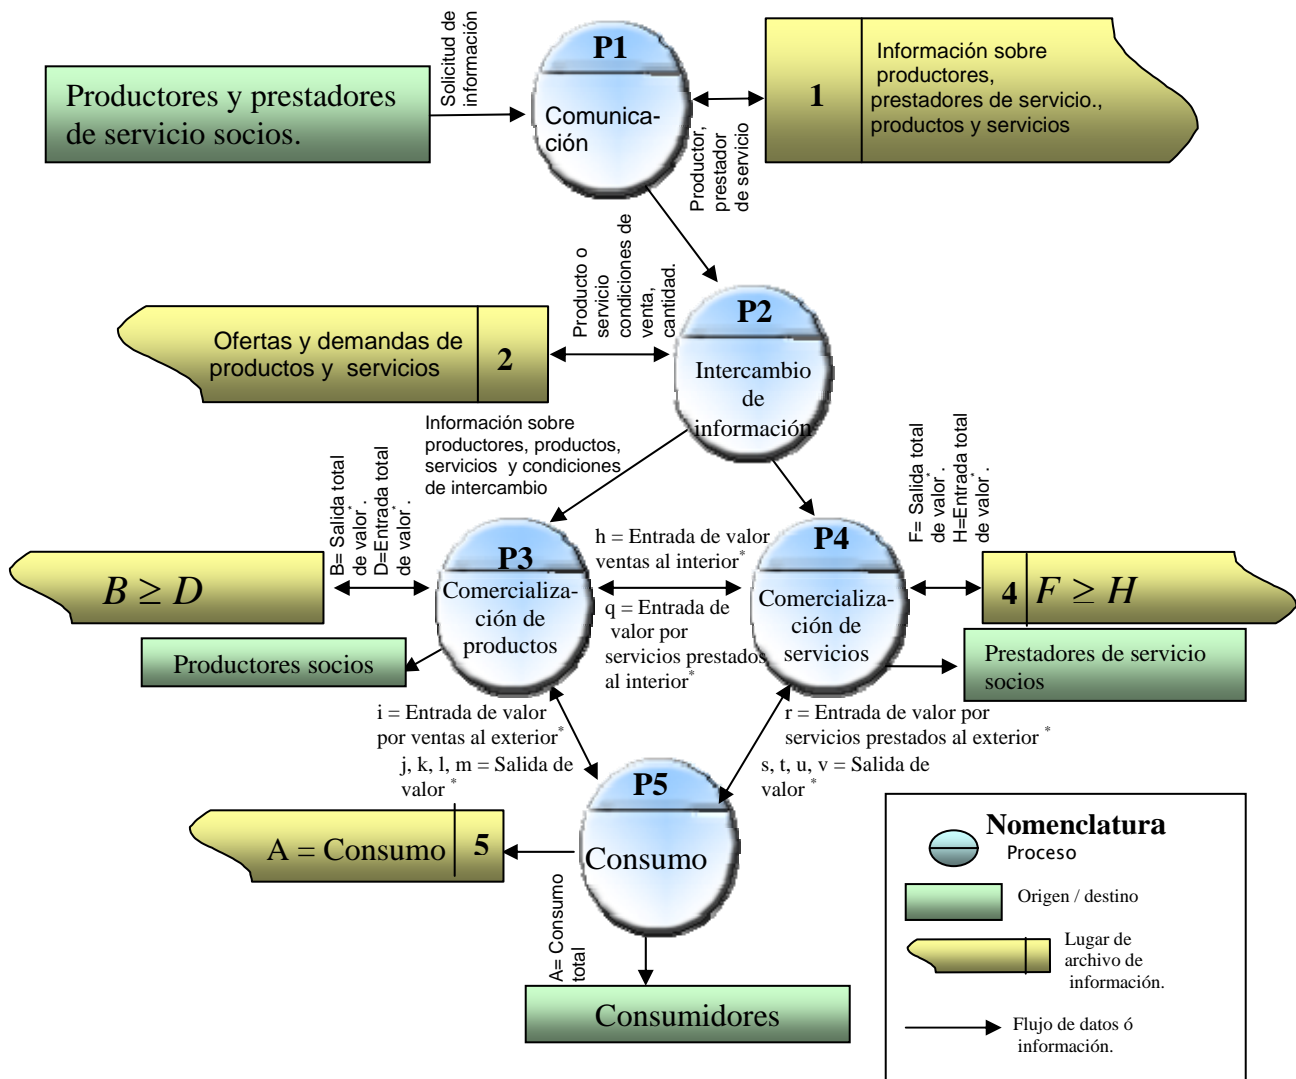 Solicitud de
información
P1
Comunica-
ción
1
Información sobre
productores,
prestadores de servicio.,
productos y servicios
Productores y prestadores
de servicio socios.
Productor,
prestador
de servicio
Producto o
servicio
condiciones de
venta,
cantidad.
P2
Intercambio
de
información
Ofertas y demandas de
productos y servicios
2
Información sobre
productores, productos,
servicios y condiciones
de intercambio
B= Salida total
de valor*.
D=Entrada total
de valor*.
F= Salida total
de valor*.
H=Entrada total
de valor*.
B ≥ D
P3
Comercializa-
ción de
productos
h = Entrada de valor
ventas al interior*
q = Entrada de
valor por
servicios prestados
al interior*
P4
Comercializa-
ción de
servicios
4
F ≥ H
Productores socios
Prestadores de servicio
socios
i = Entrada de valor
por ventas al exterior*
j, k, l, m = Salida de
valor *
r = Entrada de valor por
servicios prestados al exterior *
s, t, u, v = Salida de
valor *
P5
Consumo
A = Consumo
5
A= Consumo
total
Consumidores
Nomenclatura
Proceso
Origen / destino
Lugar de
archivo de
información.
Flujo de datos ó
información.